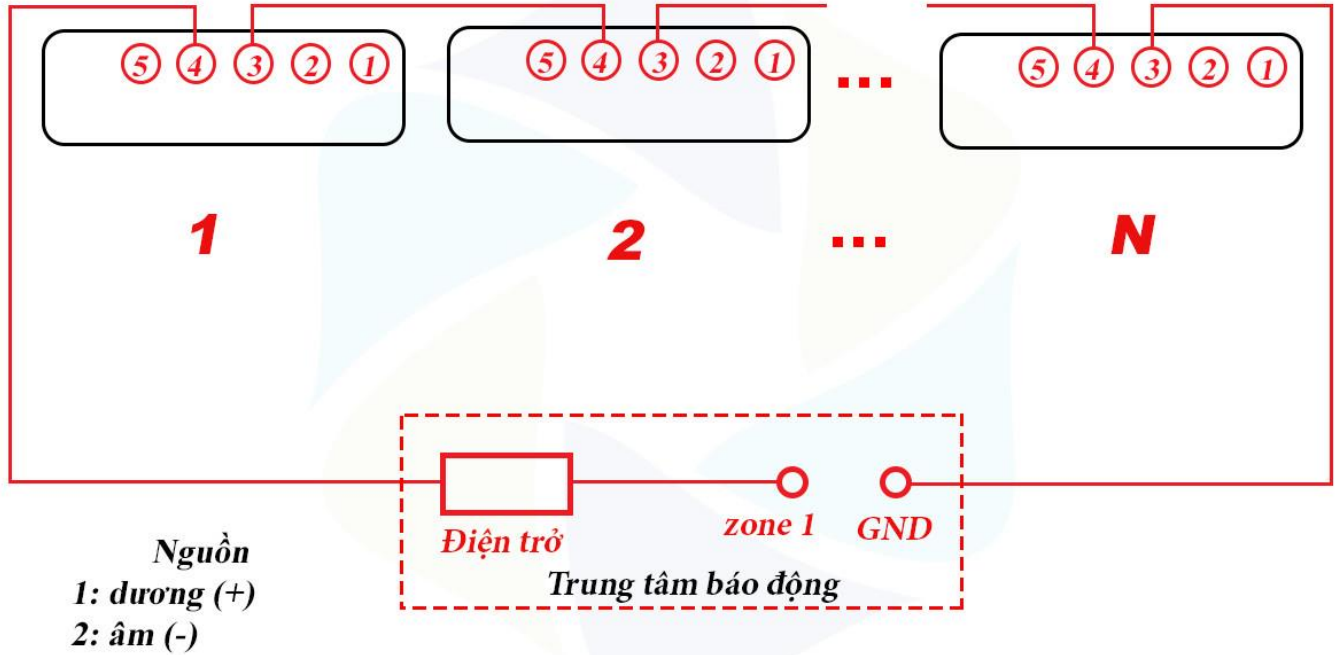 5 4 3 2 1
5 4 3 2 1
...
5 4 3 2 1
1
2
...
N
Điện trở
zone 1
GND
Trung tâm báo động
Nguồn
1: dương (+)
2: âm (-)